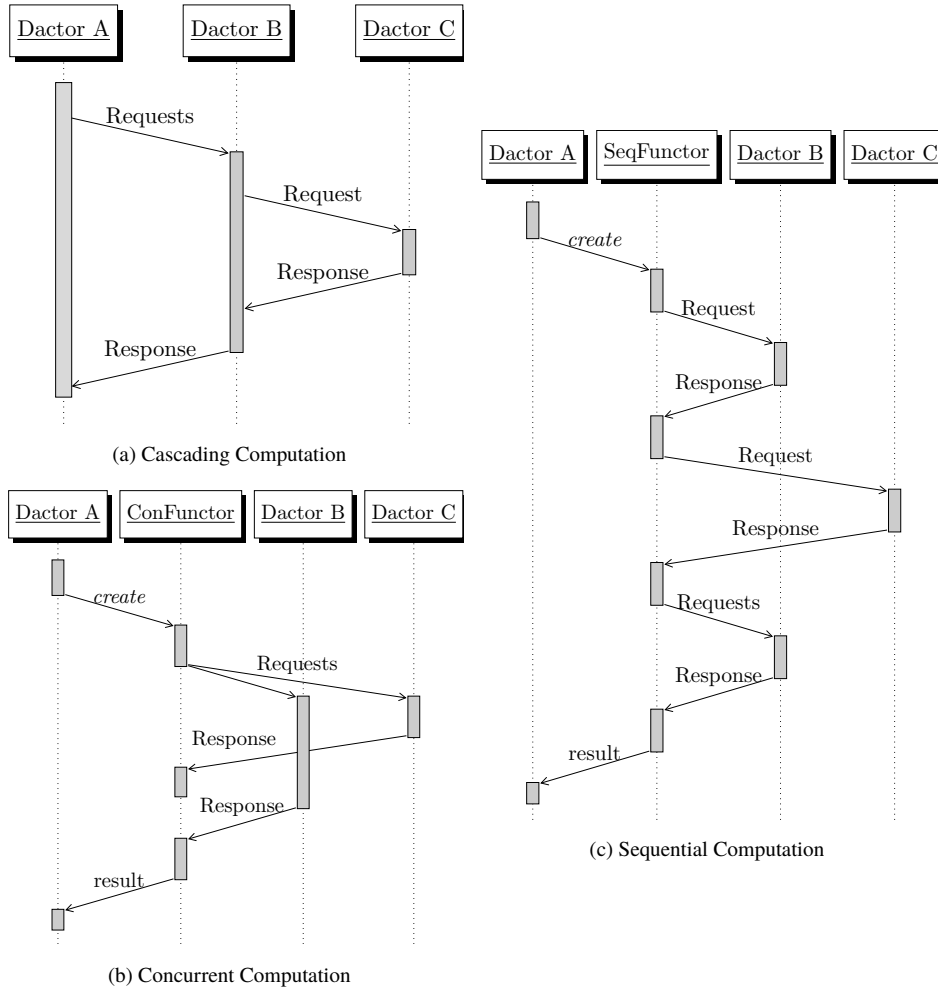 Dactor A
Dactor B
Dactor C
Requests
Request
Response
Response
(a) Cascading Computation
Dactor A
ConFunctor
Dactor B
Dactor C
create
Requests
Response
Response
result
(b) Concurrent Computation
Dactor A
SeqFunctor
Dactor B
Dactor C
create
Request
Response
Request
Response
Requests
Response
result
(c) Sequential Computation